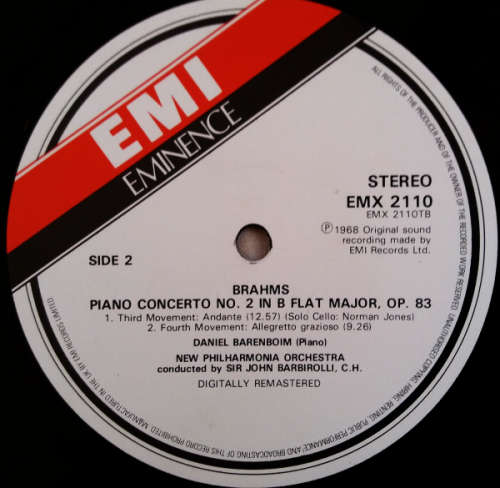 EMI
EMINENCE
STEREO
EMX 2110
EMX 2110TB
Ⓟ 1968 Original sound
recording made by
EMI Records Ltd.
SIDE 2
BRAHMS
PIANO CONCERTO NO. 2 IN B FLAT MAJOR, OP. 83
1. Third Movement: Andante (12.57) (Solo Cello: Norman Jones)
2. Fourth Movement: Allegretto grazioso (9.26)
DANIEL BARENBOIM (Piano)
NEW PHILHARMONIA ORCHESTRA
conducted by SIR JOHN BARBIROLLI, C.H.
DIGITALLY REMASTERED
ALL RIGHTS OF THE PRODUCER AND OF THE OWNER OF THE RECORDED WORK RESERVED. UNAUTHORISED COPYING, HIRING, RENTING, PUBLIC PERFORMANCE AND BROADCASTING OF THIS RECORD PROHIBITED. MANUFACTURED IN THE UK BY EMI RECORDS LIMITED.